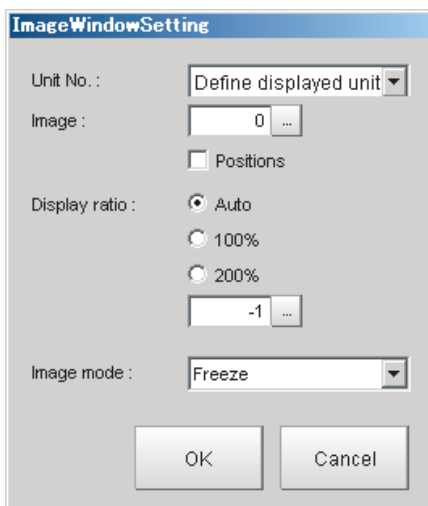 ImageWindowSetting
Unit No. : Define displayed unit
Image : 0 ...
Positions
Display ratio : Auto
100%
200%
-1 ...
Image mode : Freeze
OK Cancel